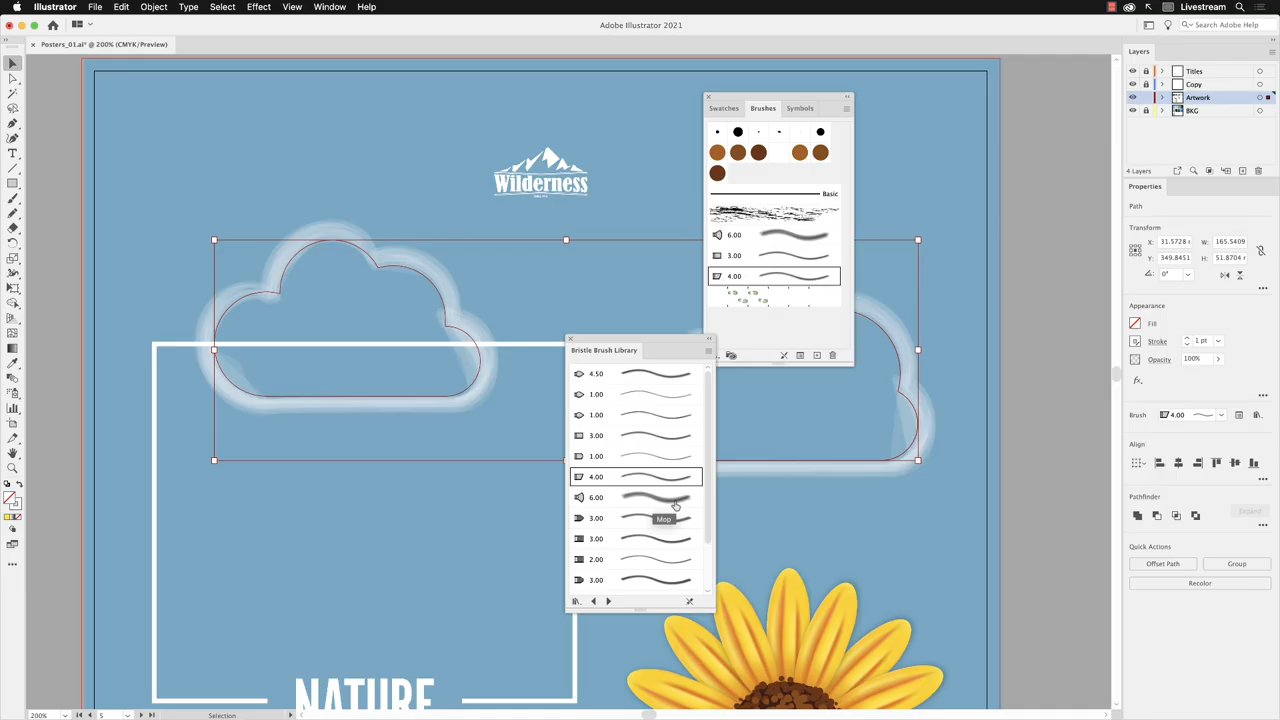 Illustrator File Edit Object Type Select Effect View Window Help Livestream
Adobe Illustrator 2021
Search Adobe Help
Posters_01.ai* @ 200% (CMYK/Preview)
Layers
Titles
Copy
Artwork
BKG
4 Layers
Swatches Brushes Symbols
Basic
6.00
3.00
4.00
Wilderness
Bristle Brush Library
4.50
1.00
1.00
3.00
1.00
4.00
6.00
3.00
Mop
3.00
2.00
3.00
Properties
Path
Transform
X: 31.5728 W: 165.5409
Y: 349.8451 H: 51.8704
0°
Appearance
Fill
Stroke 1 pt
Opacity 100%
fx.
Brush 4.00
Align
Pathfinder
Expand
Quick Actions
Offset Path Group
Recolor
NATURE
200% 5 Selection